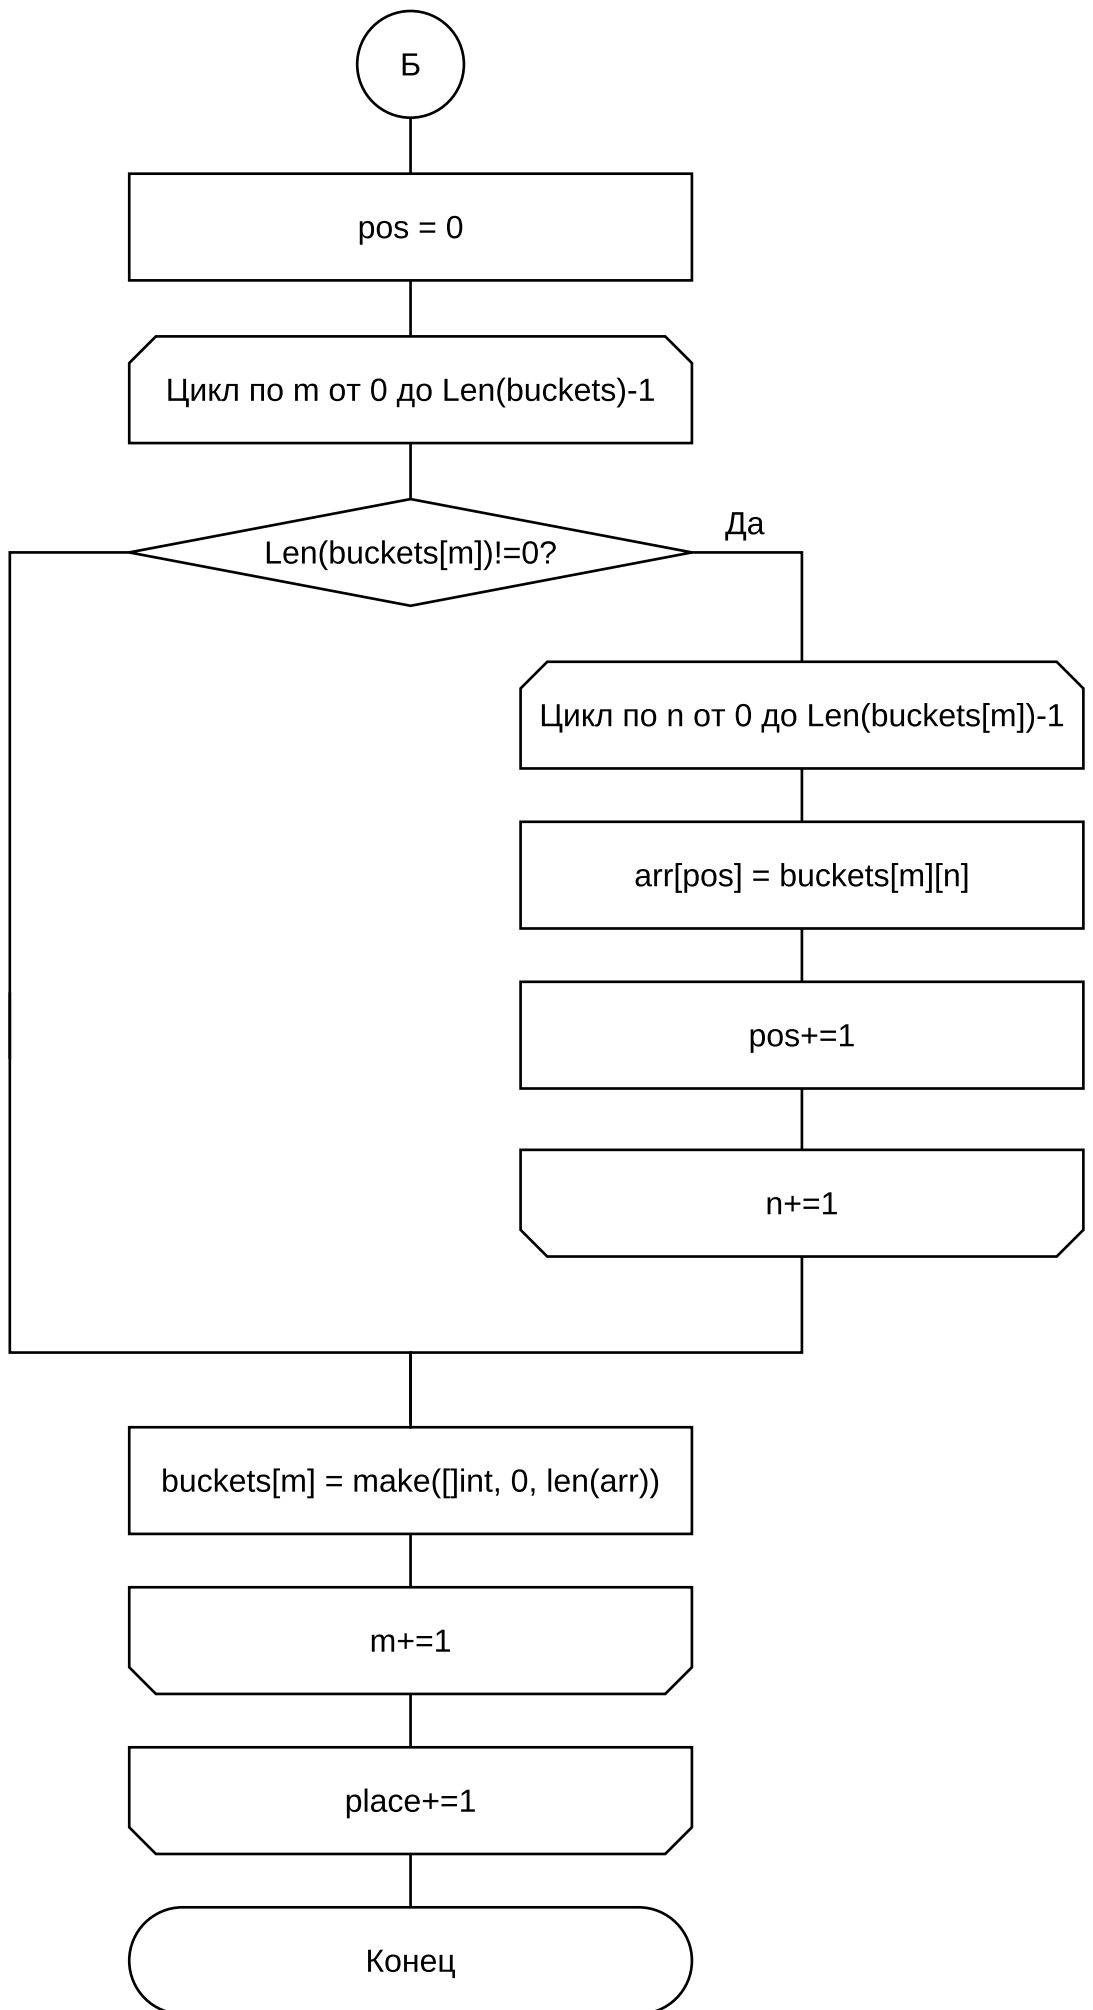 Б
pos = 0
Цикл по m от 0 до Len(buckets)-1
Len(buckets[m])!=0?
Да
Цикл по n от 0 до Len(buckets[m])-1
arr[pos] = buckets[m][n]
pos+=1
n+=1
buckets[m] = make([]int, 0, len(arr))
m+=1
place+=1
Конец